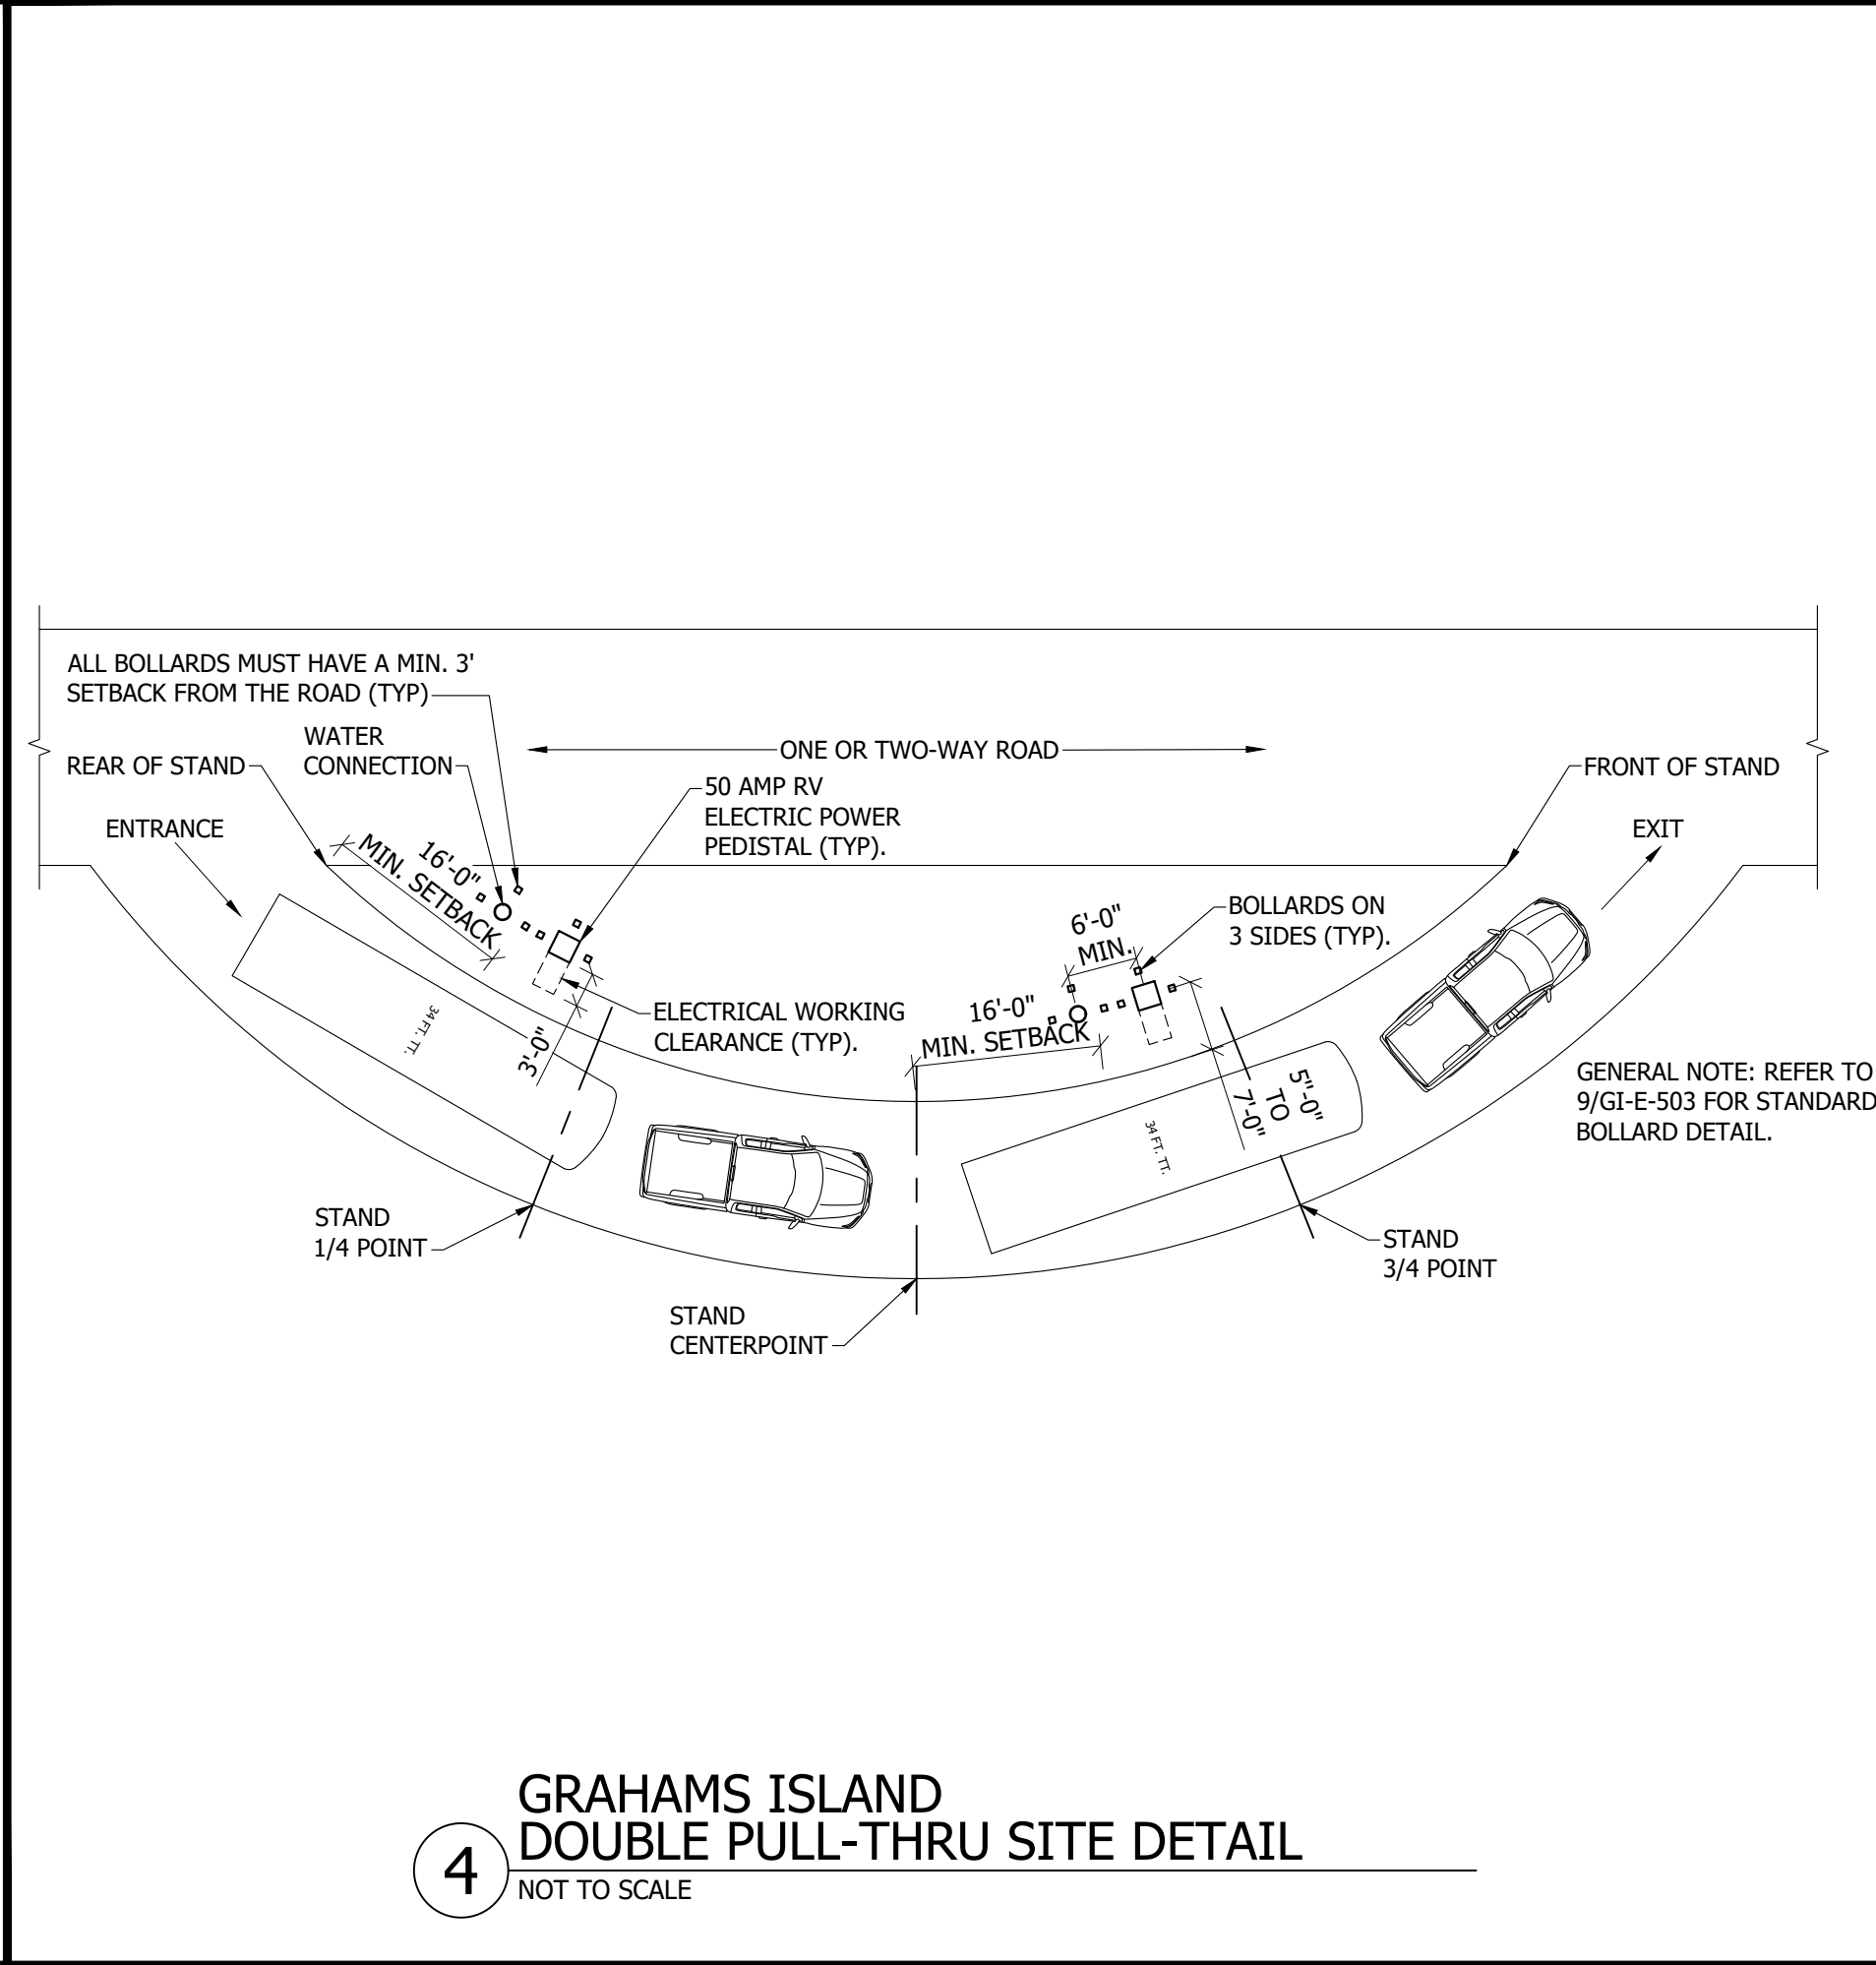 ALL BOLLARDS MUST HAVE A MIN. 3'
SETBACK FROM THE ROAD (TYP)
WATER
CONNECTION
REAR OF STAND
ENTRANCE
ONE OR TWO-WAY ROAD
50 AMP RV
ELECTRIC POWER
PEDISTAL (TYP).
FRONT OF STAND
EXIT
16'-0"
MIN. SETBACK
BOLLARDS ON
3 SIDES (TYP).
6'-0"
MIN.
ELECTRICAL WORKING
CLEARANCE (TYP).
3'-0"
16'-0"
MIN. SETBACK
34 FT. TT.
34 FT. TT.
5'-0"
TO
7'-0"
GENERAL NOTE: REFER TO
9/GI-E-503 FOR STANDARD
BOLLARD DETAIL.
STAND
1/4 POINT
STAND
3/4 POINT
STAND
CENTERPOINT
4
GRAHAMS ISLAND
DOUBLE PULL-THRU SITE DETAIL
NOT TO SCALE